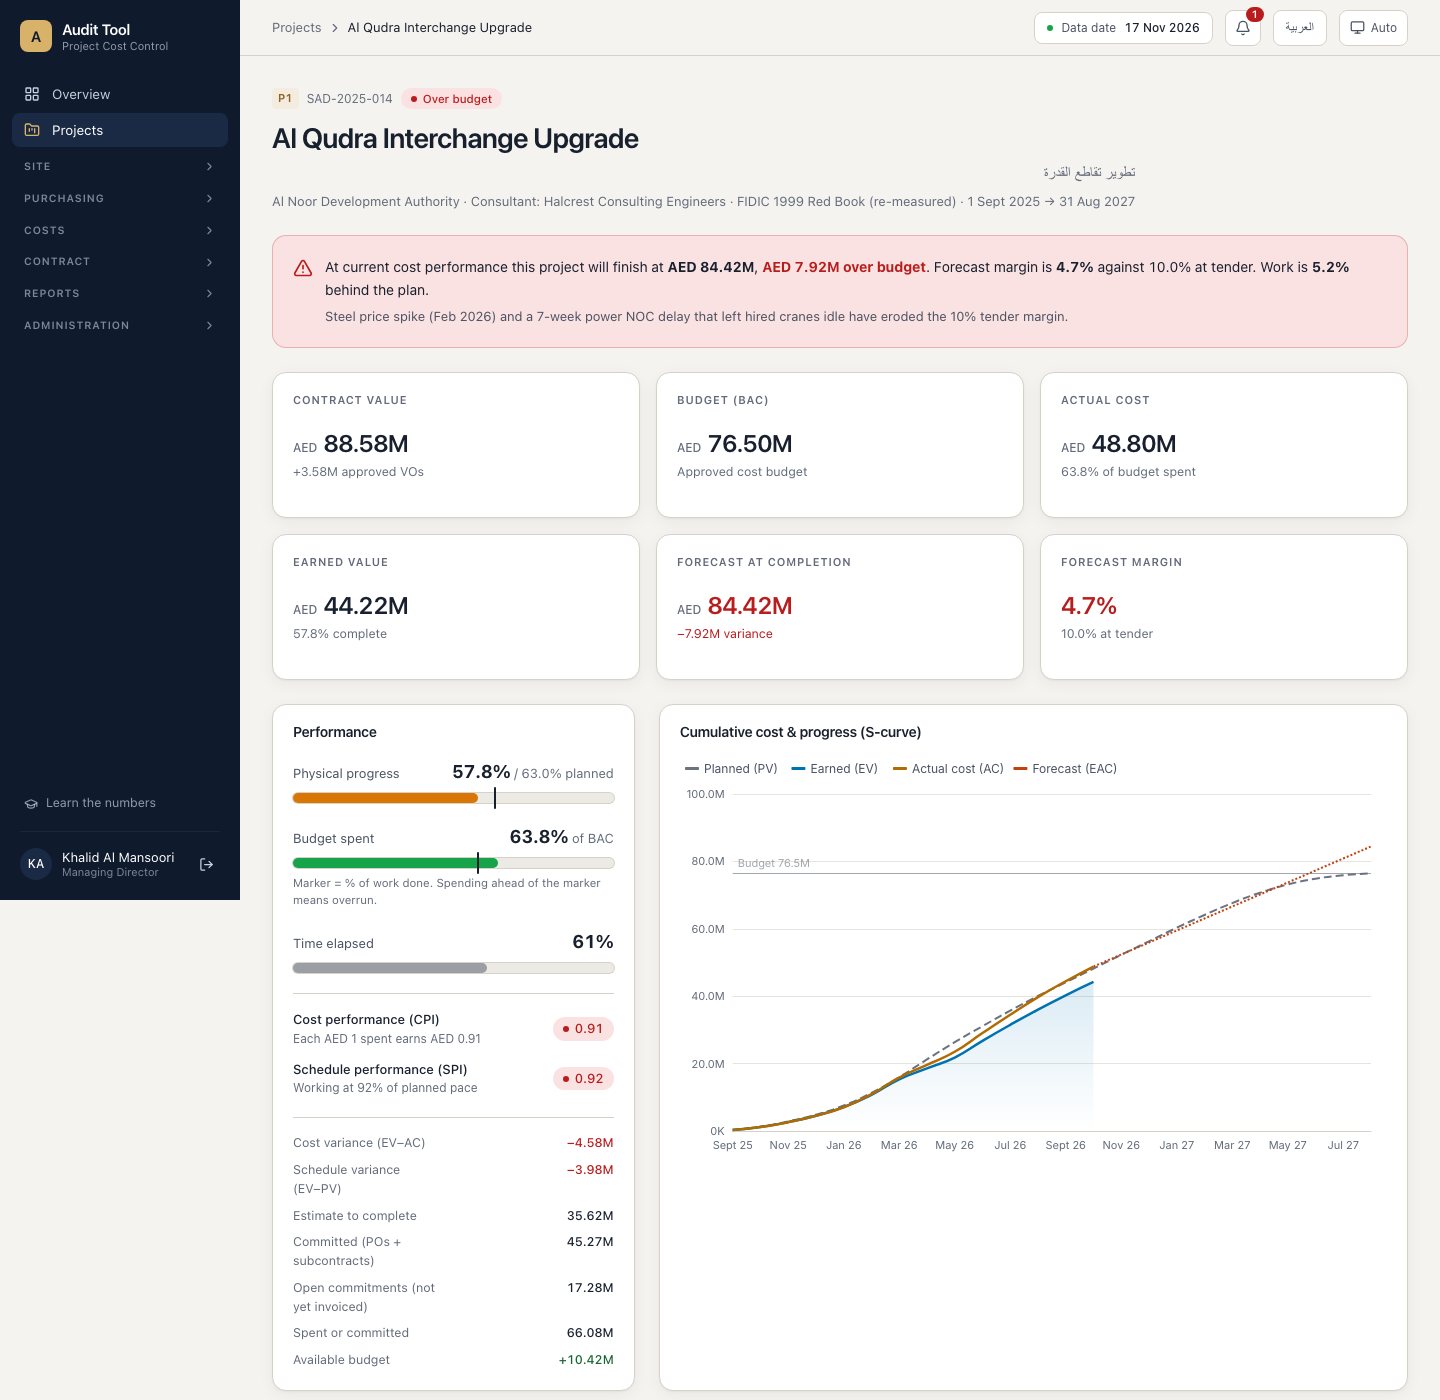 A
Audit Tool
Project Cost Control
Overview
Projects
SITE
PURCHASING
COSTS
CONTRACT
REPORTS
ADMINISTRATION
Learn the numbers
KA
Khalid Al Mansoori
Managing Director
Projects > Al Qudra Interchange Upgrade
Data date 17 Nov 2026
1
العربية
Auto
P1 SAD-2025-014 Over budget
Al Qudra Interchange Upgrade
تطوير تقاطع القدرة
Al Noor Development Authority · Consultant: Halcrest Consulting Engineers · FIDIC 1999 Red Book (re-measured) · 1 Sept 2025 → 31 Aug 2027
At current cost performance this project will finish at AED 84.42M, AED 7.92M over budget. Forecast margin is 4.7% against 10.0% at tender. Work is 5.2%
behind the plan.
Steel price spike (Feb 2026) and a 7-week power NOC delay that left hired cranes idle have eroded the 10% tender margin.
CONTRACT VALUE
AED 88.58M
+3.58M approved VOs
BUDGET (BAC)
AED 76.50M
Approved cost budget
ACTUAL COST
AED 48.80M
63.8% of budget spent
EARNED VALUE
AED 44.22M
57.8% complete
FORECAST AT COMPLETION
AED 84.42M
−7.92M variance
FORECAST MARGIN
4.7%
10.0% at tender
Performance
Physical progress 57.8% / 63.0% planned
Budget spent 63.8% of BAC
Marker = % of work done. Spending ahead of the marker
means overrun.
Time elapsed 61%
Cost performance (CPI) 0.91
Each AED 1 spent earns AED 0.91
Schedule performance (SPI) 0.92
Working at 92% of planned pace
Cost variance (EV–AC) −4.58M
Schedule variance −3.98M
(EV–PV)
Estimate to complete 35.62M
Committed (POs + 45.27M
subcontracts)
Open commitments (not 17.28M
yet invoiced)
Spent or committed 66.08M
Available budget +10.42M
Cumulative cost & progress (S-curve)
Planned (PV) Earned (EV) Actual cost (AC) Forecast (EAC)
100.0M
80.0M
Budget 76.5M
60.0M
40.0M
20.0M
0K
Sept 25 Nov 25 Jan 26 Mar 26 May 26 Jul 26 Sept 26 Nov 26 Jan 27 Mar 27 May 27 Jul 27